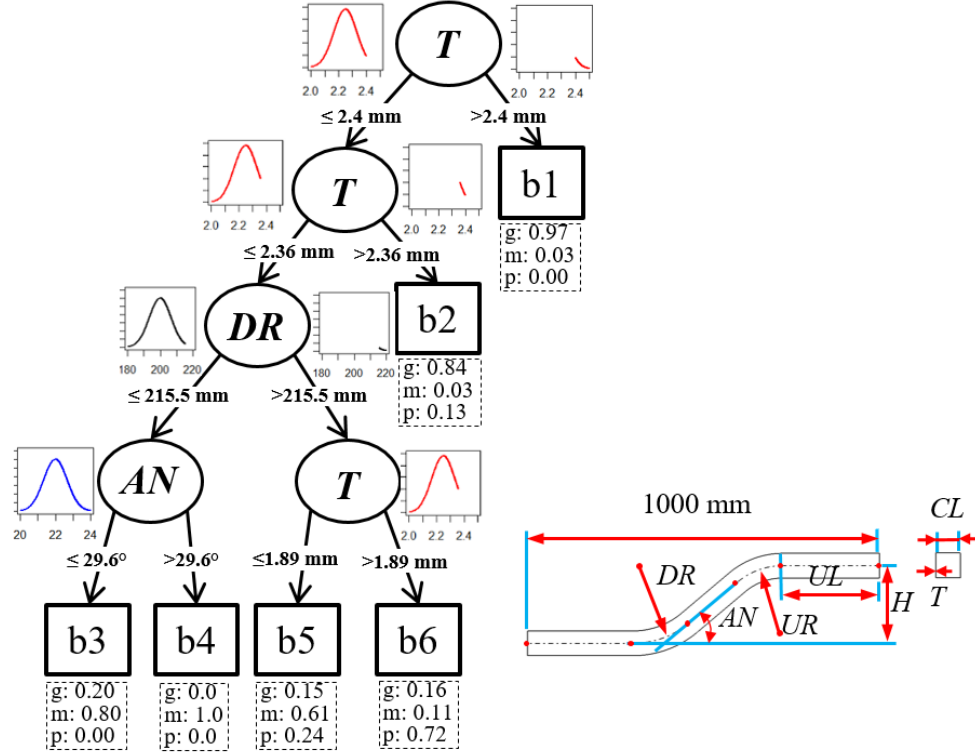 T
2.0 2.2 2.4
2.0 2.2 2.4
≤ 2.4 mm
>2.4 mm
T
2.0 2.2 2.4
2.0 2.2 2.4
b1
g: 0.97
m: 0.03
p: 0.00
≤ 2.36 mm
>2.36 mm
DR
180 200 220
180 200 220
b2
g: 0.84
m: 0.03
p: 0.13
≤ 215.5 mm
>215.5 mm
AN
20 22 24
T
2.0 2.2 2.4
≤ 29.6°
>29.6°
≤1.89 mm
>1.89 mm
b3
g: 0.20
m: 0.80
p: 0.00
b4
g: 0.0
m: 1.0
p: 0.0
b5
g: 0.15
m: 0.61
p: 0.24
b6
g: 0.16
m: 0.11
p: 0.72
1000 mm
CL
DR
UL
H
T
AN
UR